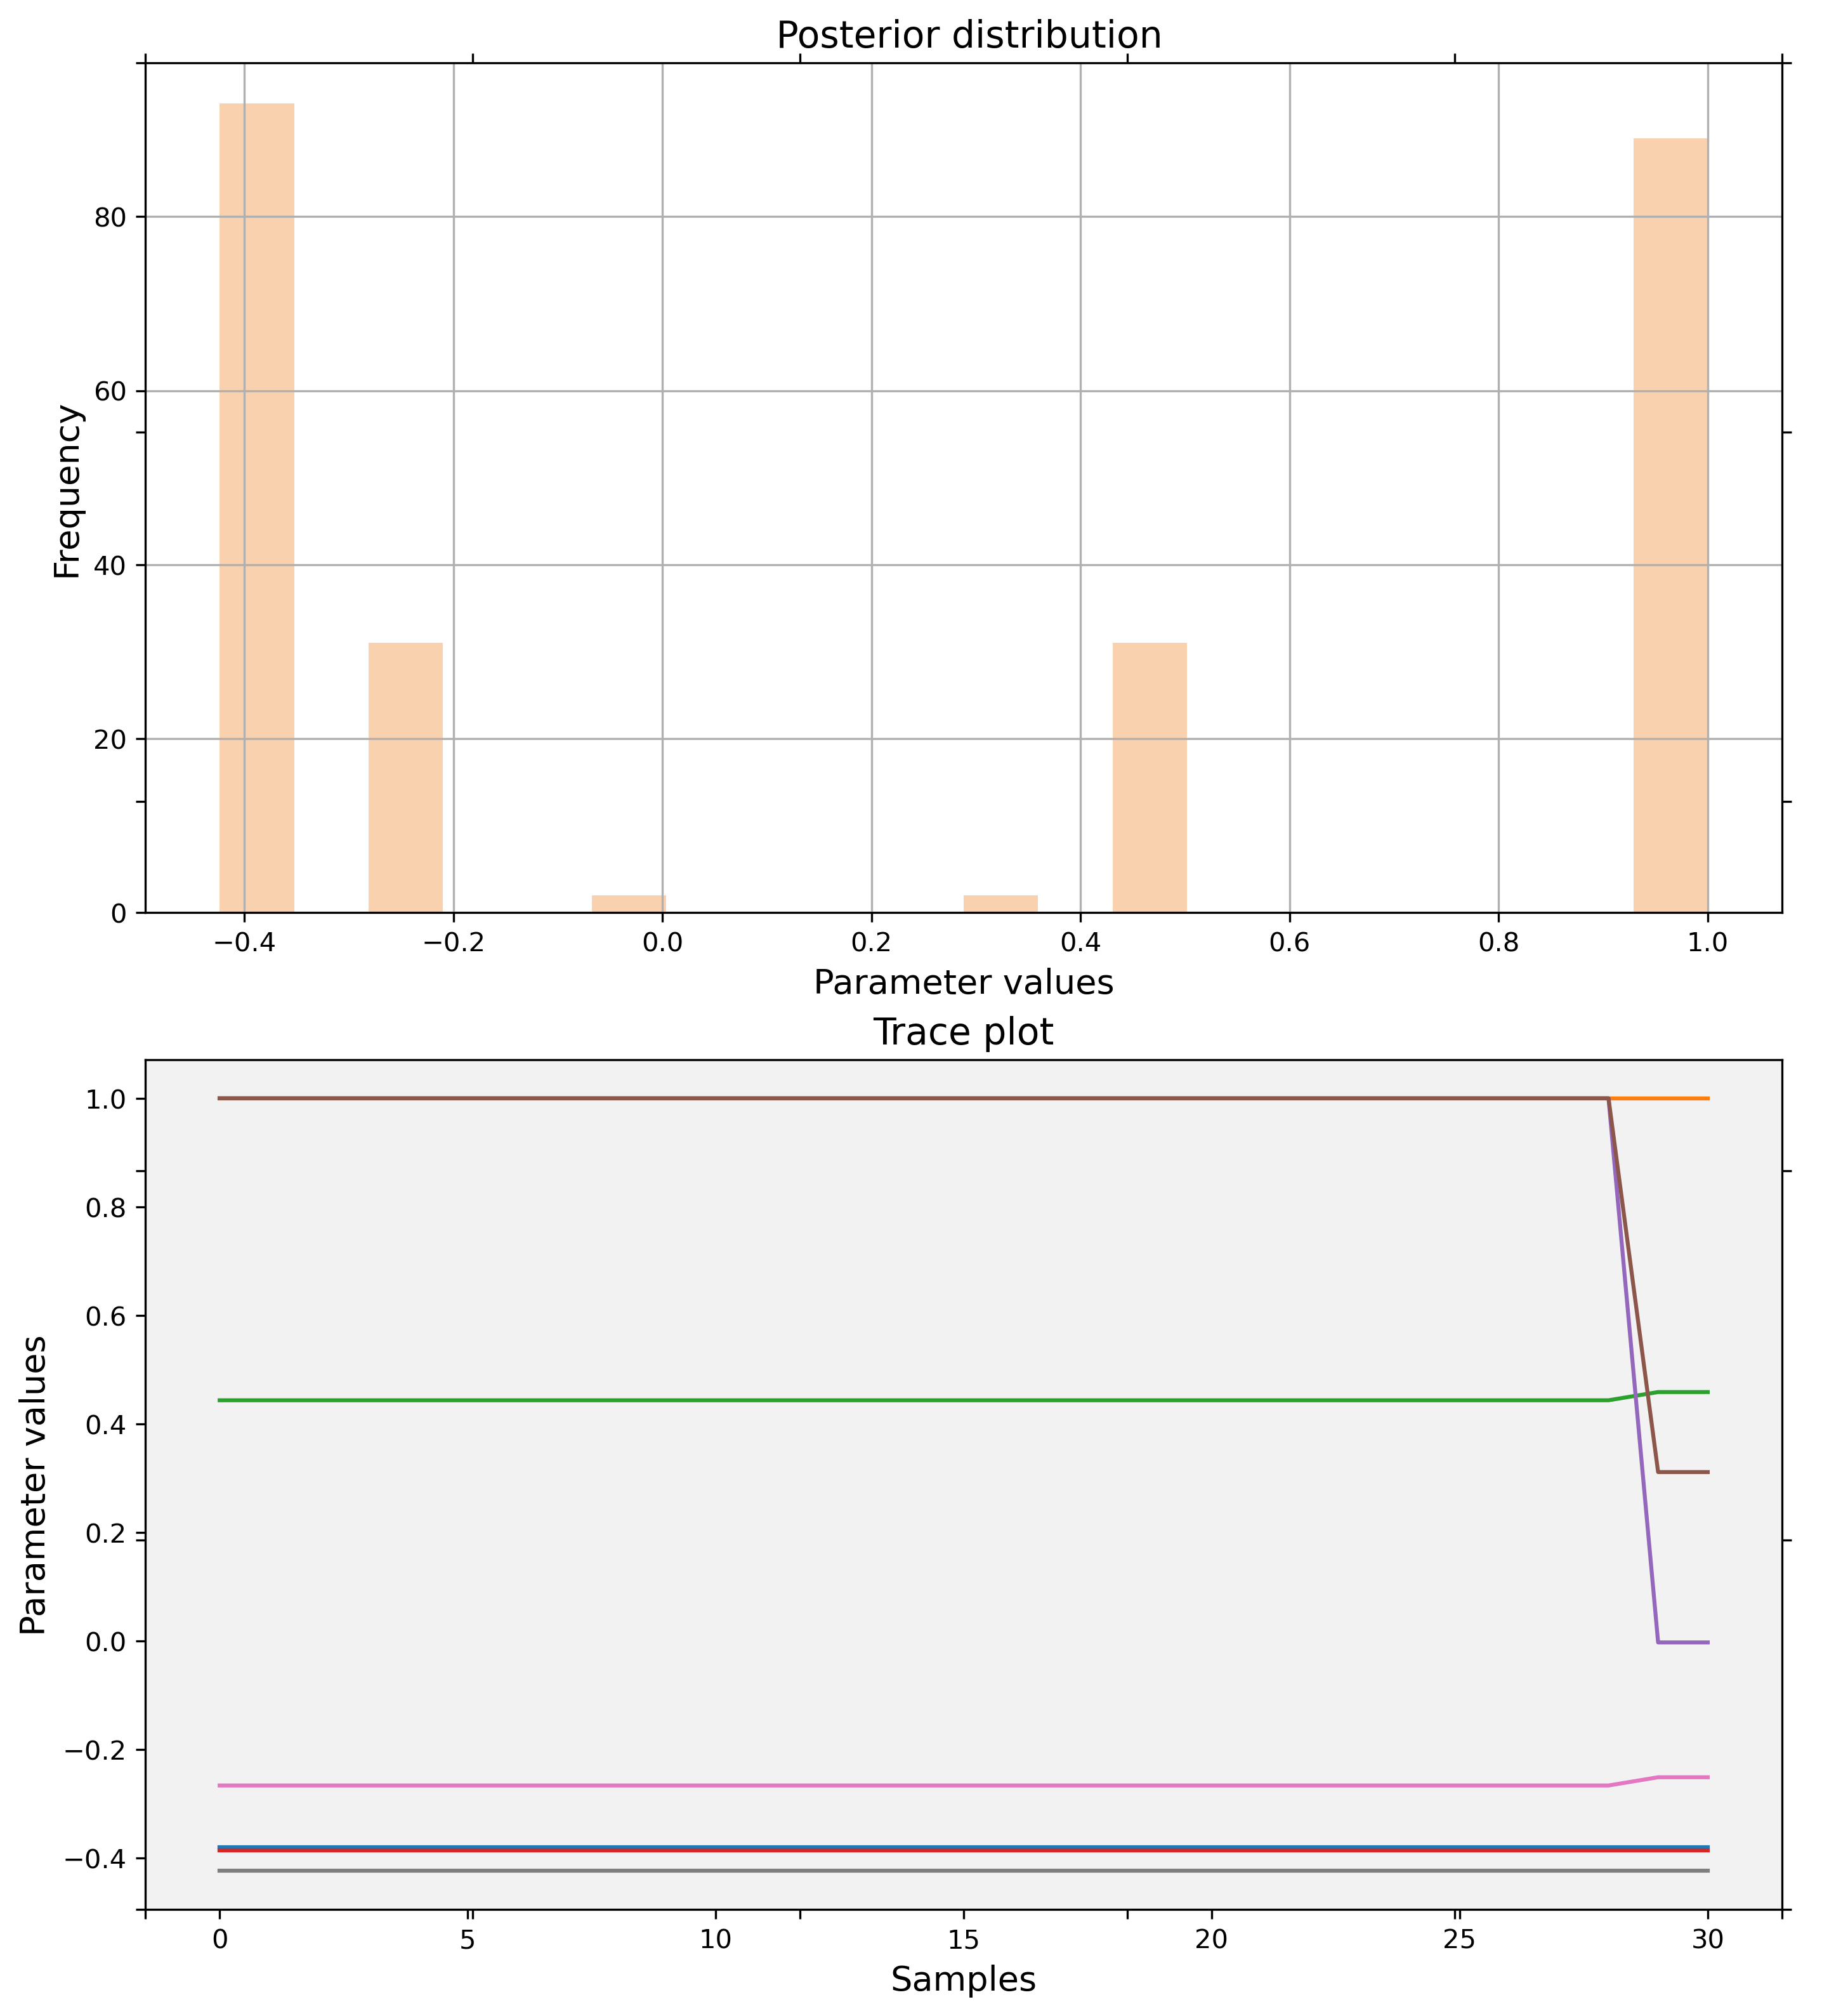 Posterior distribution
Frequency
80
60
40
20
0
−0.4 −0.2 0.0 0.2 0.4 0.6 0.8 1.0
Parameter values
Trace plot
Parameter values
1.0
0.8
0.6
0.4
0.2
0.0
−0.2
−0.4
0 5 10 15 20 25 30
Samples